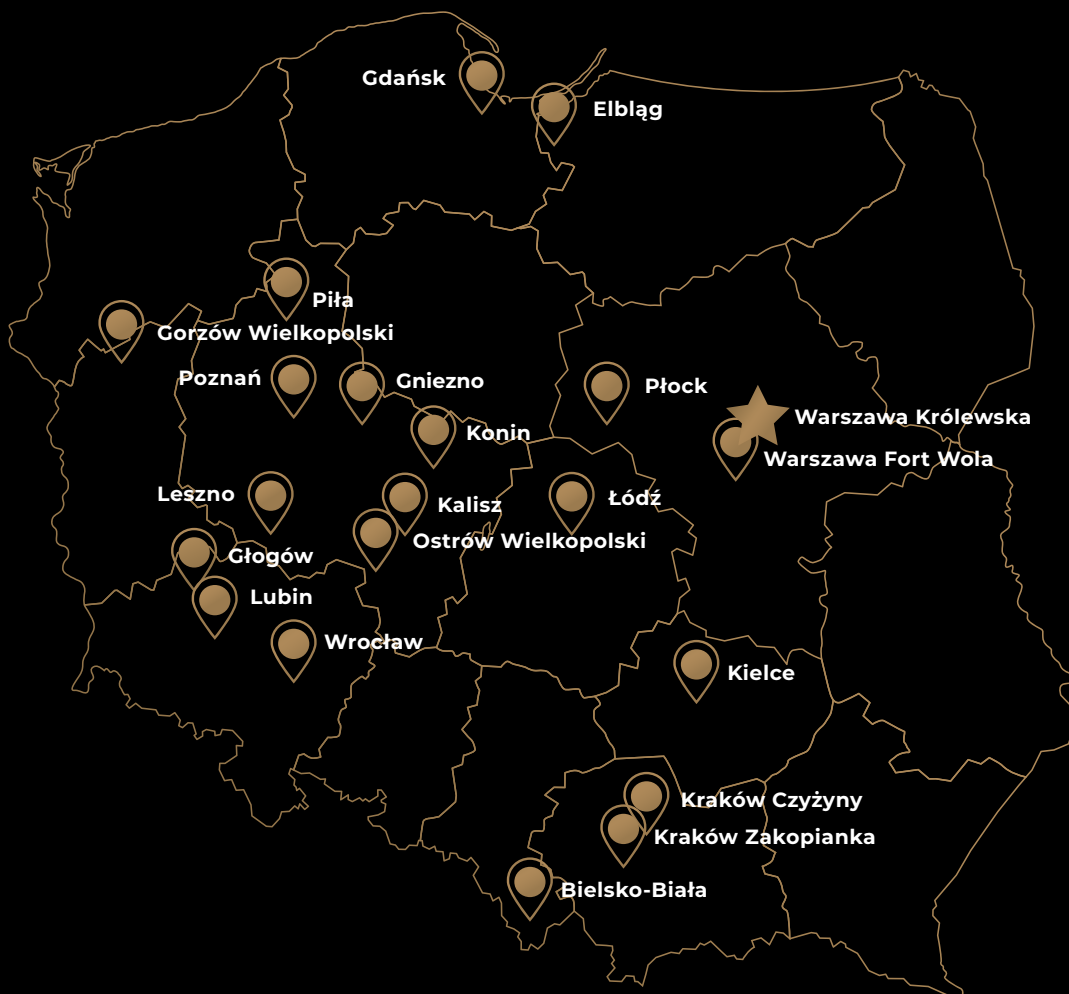 Gdańsk
Elbląg
Piła
Gorzów Wielkopolski
Poznań
Gniezno
Płock
Warszawa Królewska
Konin
Warszawa Fort Wola
Leszno
Kalisz
Łódź
Ostrów Wielkopolski
Głogów
Lubin
Wrocław
Kielce
Kraków Czyżyny
Kraków Zakopianka
Bielsko-Biała